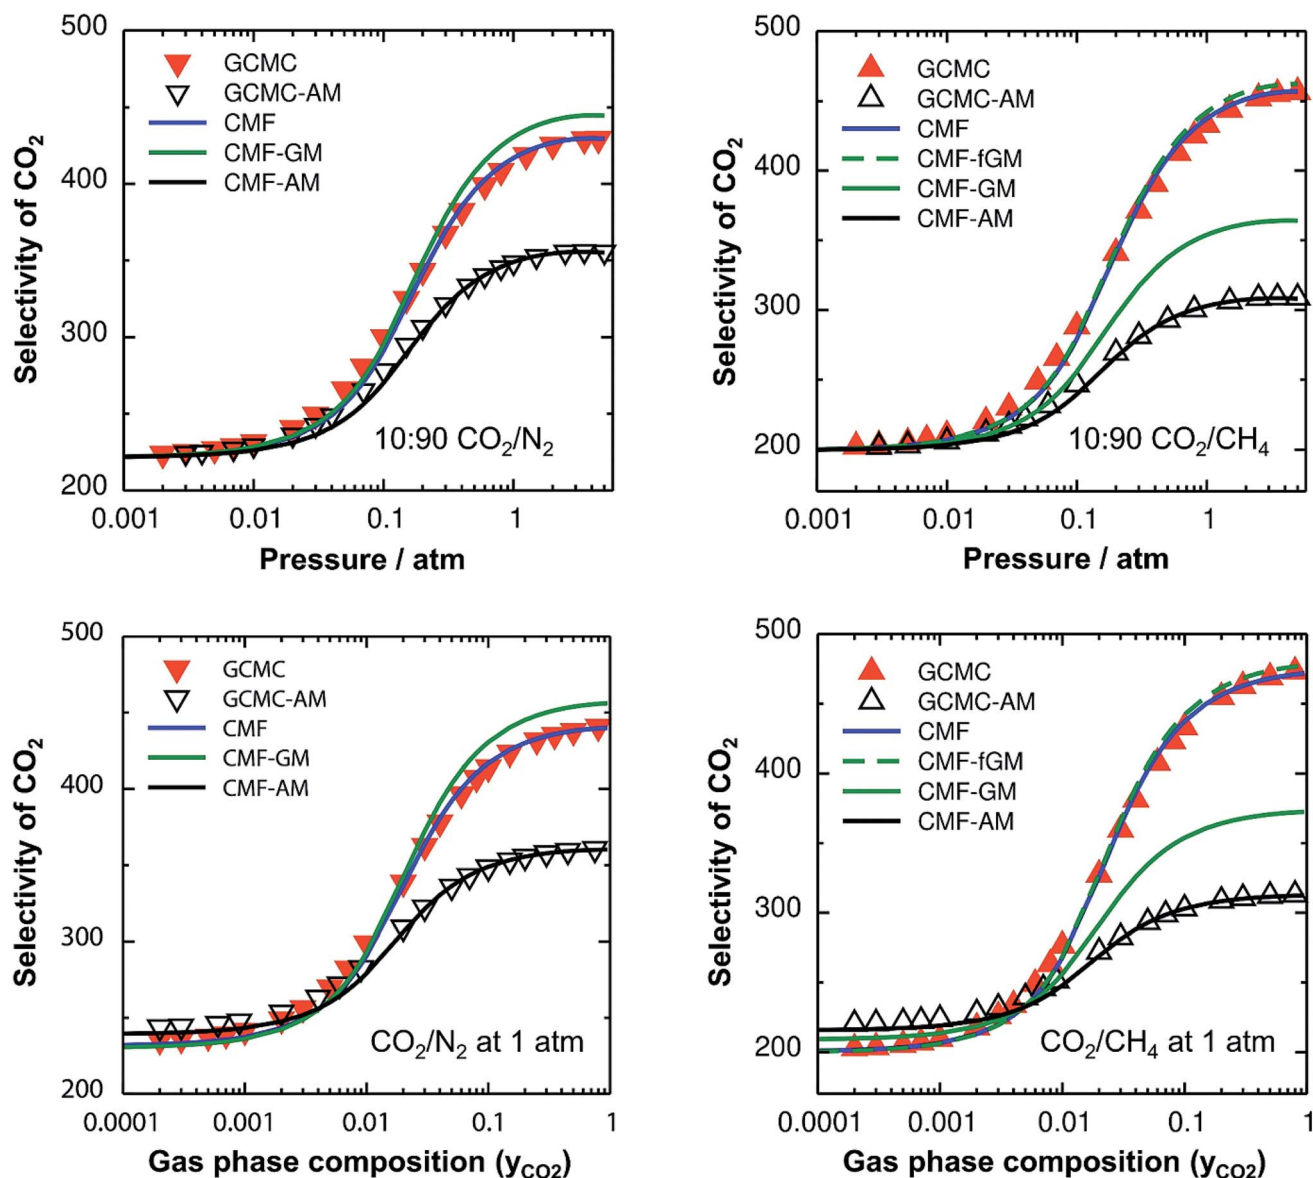 500
400
300
200
Selectivity of CO₂
GCMC
GCMC-AM
CMF
CMF-GM
CMF-AM
10:90 CO₂/N₂
0.001 0.01 0.1 1
Pressure / atm
500
400
300
200
Selectivity of CO₂
GCMC
GCMC-AM
CMF
CMF-fGM
CMF-GM
CMF-AM
10:90 CO₂/CH₄
0.001 0.01 0.1 1
Pressure / atm
500
400
300
200
Selectivity of CO₂
GCMC
GCMC-AM
CMF
CMF-GM
CMF-AM
CO₂/N₂ at 1 atm
0.0001 0.001 0.01 0.1 1
Gas phase composition (y_CO2)
500
400
300
200
Selectivity of CO₂
GCMC
GCMC-AM
CMF
CMF-fGM
CMF-GM
CMF-AM
CO₂/CH₄ at 1 atm
0.0001 0.001 0.01 0.1 1
Gas phase composition (y_CO2)